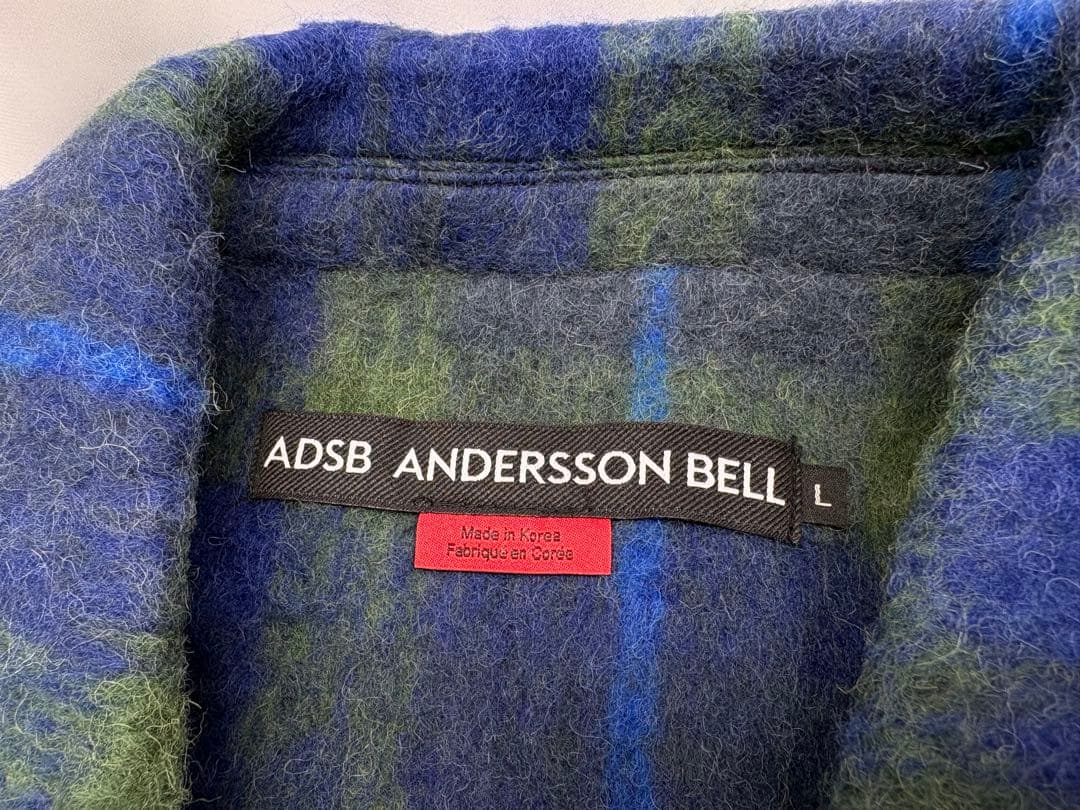 ADSB ANDERSSON BELL
L
Made in Korea
Fabriqué en Corée